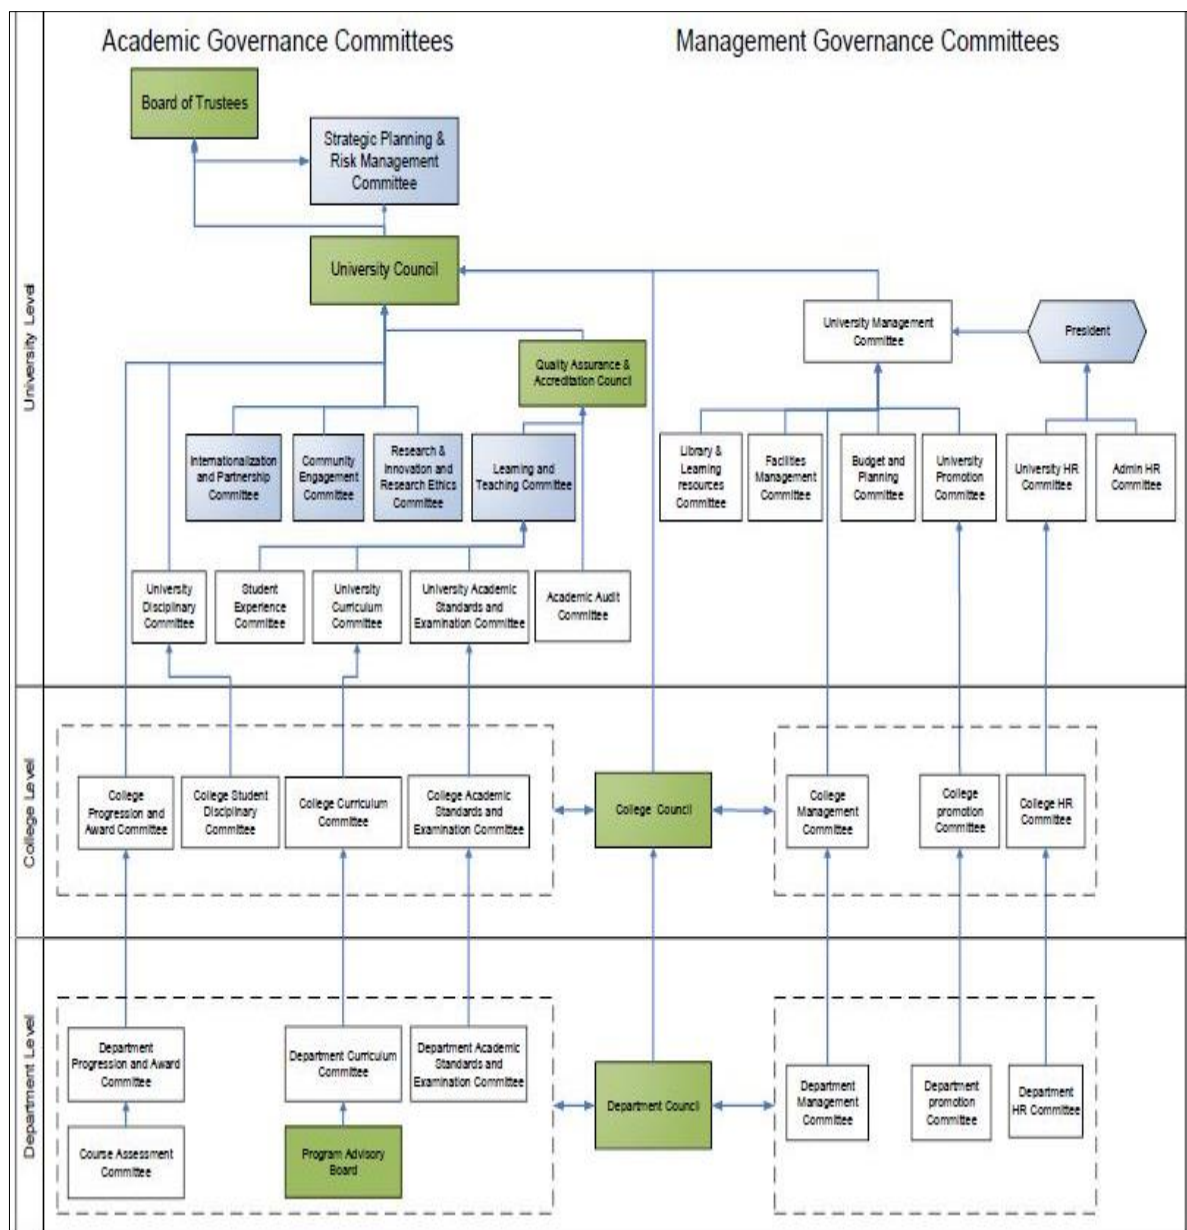 Academic Governance Committees
Management Governance Committees
Board of Trustees
Strategic Planning &
Risk Management
Committee
University Council
University Level
University Management
Committee
President
Quality Assurance &
Accreditation Council
Internationalization
and Partnership
Committee
Community
Engagement
Committee
Research &
Innovation and
Research Ethics
Committee
Learning and
Teaching Committee
Library &
Learning
resources
Committee
Facilities
Management
Committee
Budget and
Planning
Committee
University
Promotion
Committee
University HR
Committee
Admin HR
Committee
University
Disciplinary
Committee
Student
Experience
Committee
University
Curriculum
Committee
University Academic
Standards and
Examination Committee
Academic Audit
Committee
College Level
College
Progression and
Award Committee
College Student
Disciplinary
Committee
College Curriculum
Committee
College Academic
Standards and
Examination Committee
College Council
College
Management
Committee
College
promotion
Committee
College HR
Committee
Department Level
Department
Progression and Award
Committee
Department Curriculum
Committee
Department Academic
Standards and
Examination Committee
Department Council
Department
Management
Committee
Department
promotion
Committee
Department
HR Committee
Course Assessment
Committee
Program Advisory
Board